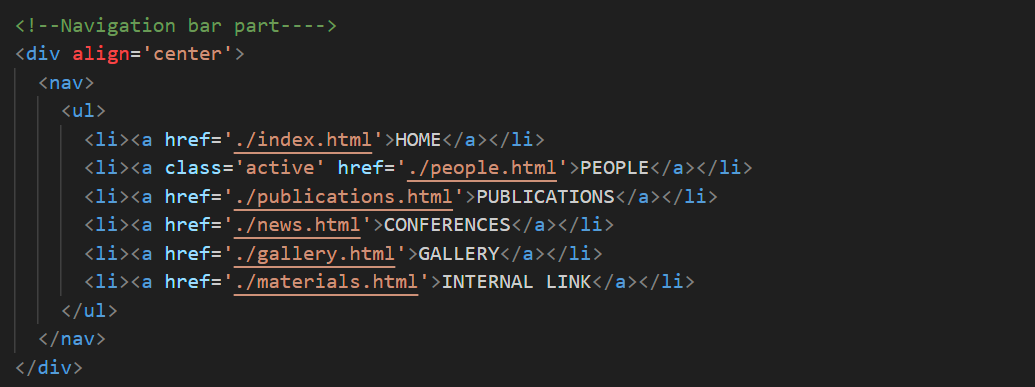 <!--Navigation bar part---->
<div align='center'>
<nav>
<ul>
<li><a href='./index.html'>HOME</a></li>
<li><a class='active' href='./people.html'>PEOPLE</a></li>
<li><a href='./publications.html'>PUBLICATIONS</a></li>
<li><a href='./news.html'>CONFERENCES</a></li>
<li><a href='./gallery.html'>GALLERY</a></li>
<li><a href='./materials.html'>INTERNAL LINK</a></li>
</ul>
</nav>
</div>